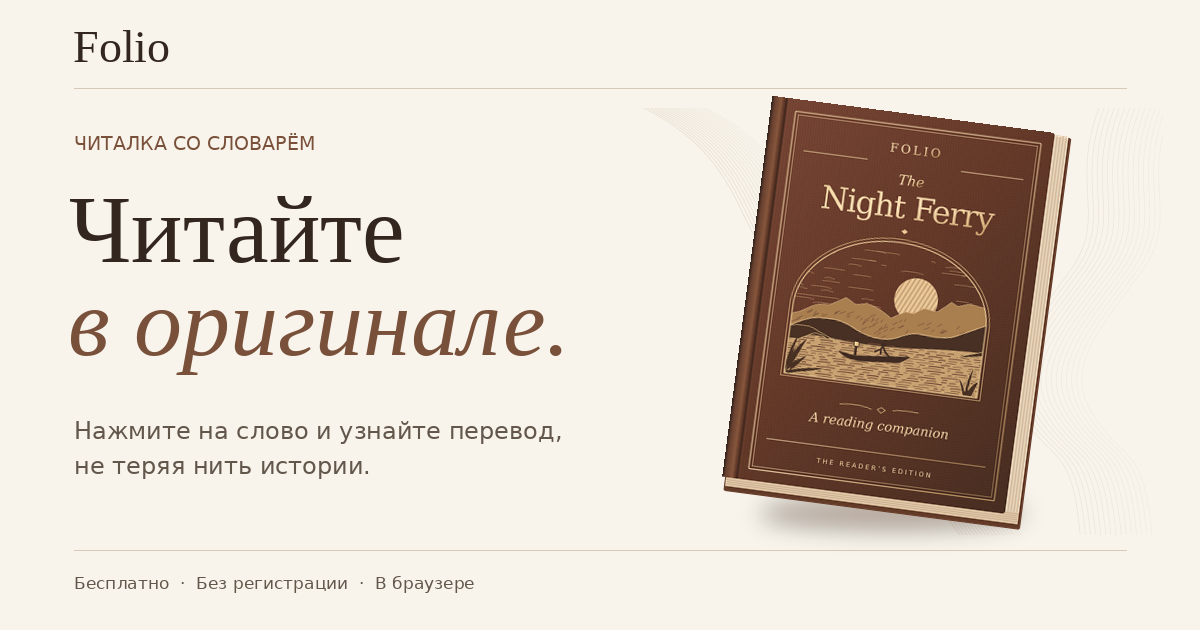 Folio
ЧИТАЛКА СО СЛОВАРЁМ
Читайте
в оригинале.
Нажмите на слово и узнайте перевод,
не теряя нить истории.
FOLIO
The
Night Ferry
A reading companion
THE READER'S EDITION
Бесплатно · Без регистрации · В браузере